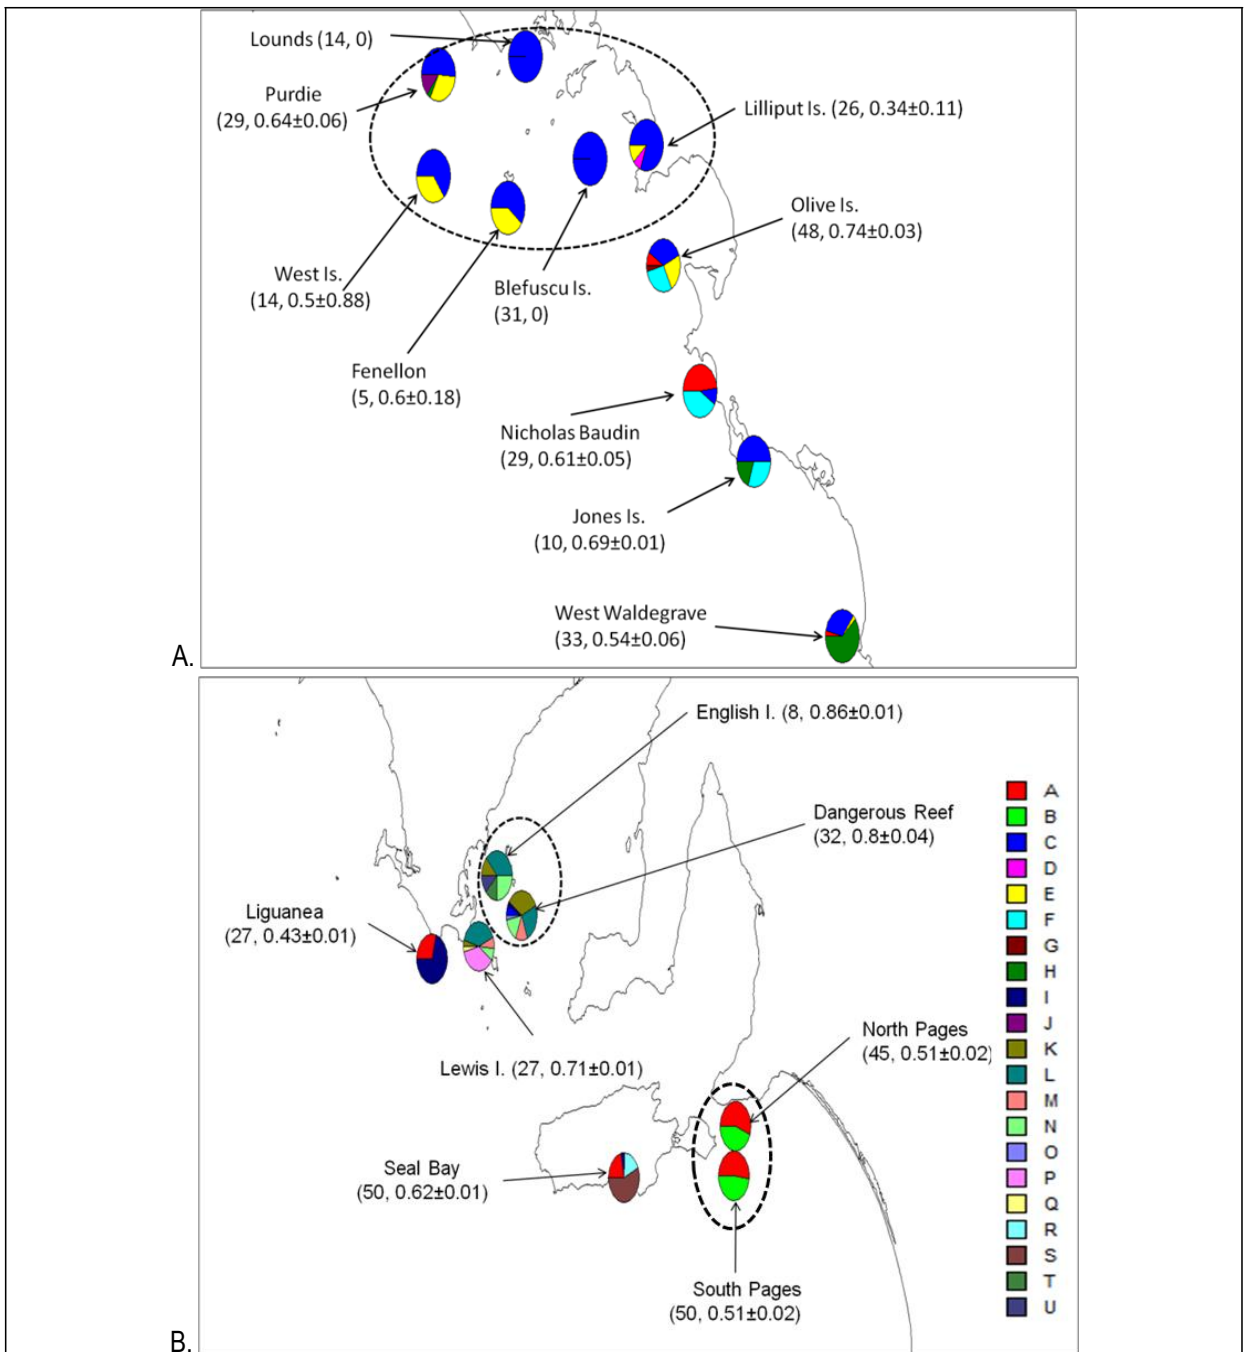 Lounds (14, 0)
Purdie
(29, 0.64±0.06)
Lilliput Is. (26, 0.34±0.11)
Olive Is.
(48, 0.74±0.03)
West Is.
(14, 0.5±0.88)
Blefuscu Is.
(31, 0)
Fenellon
(5, 0.6±0.18)
Nicholas Baudin
(29, 0.61±0.05)
Jones Is.
(10, 0.69±0.01)
West Waldegrave
(33, 0.54±0.06)
A.
English I. (8, 0.86±0.01)
Dangerous Reef
(32, 0.8±0.04)
Liguanea
(27, 0.43±0.01)
Lewis I. (27, 0.71±0.01)
North Pages
(45, 0.51±0.02)
Seal Bay
(50, 0.62±0.01)
South Pages
(50, 0.51±0.02)
A
B
C
D
E
F
G
H
I
J
K
L
M
N
O
P
Q
R
S
T
U
B.